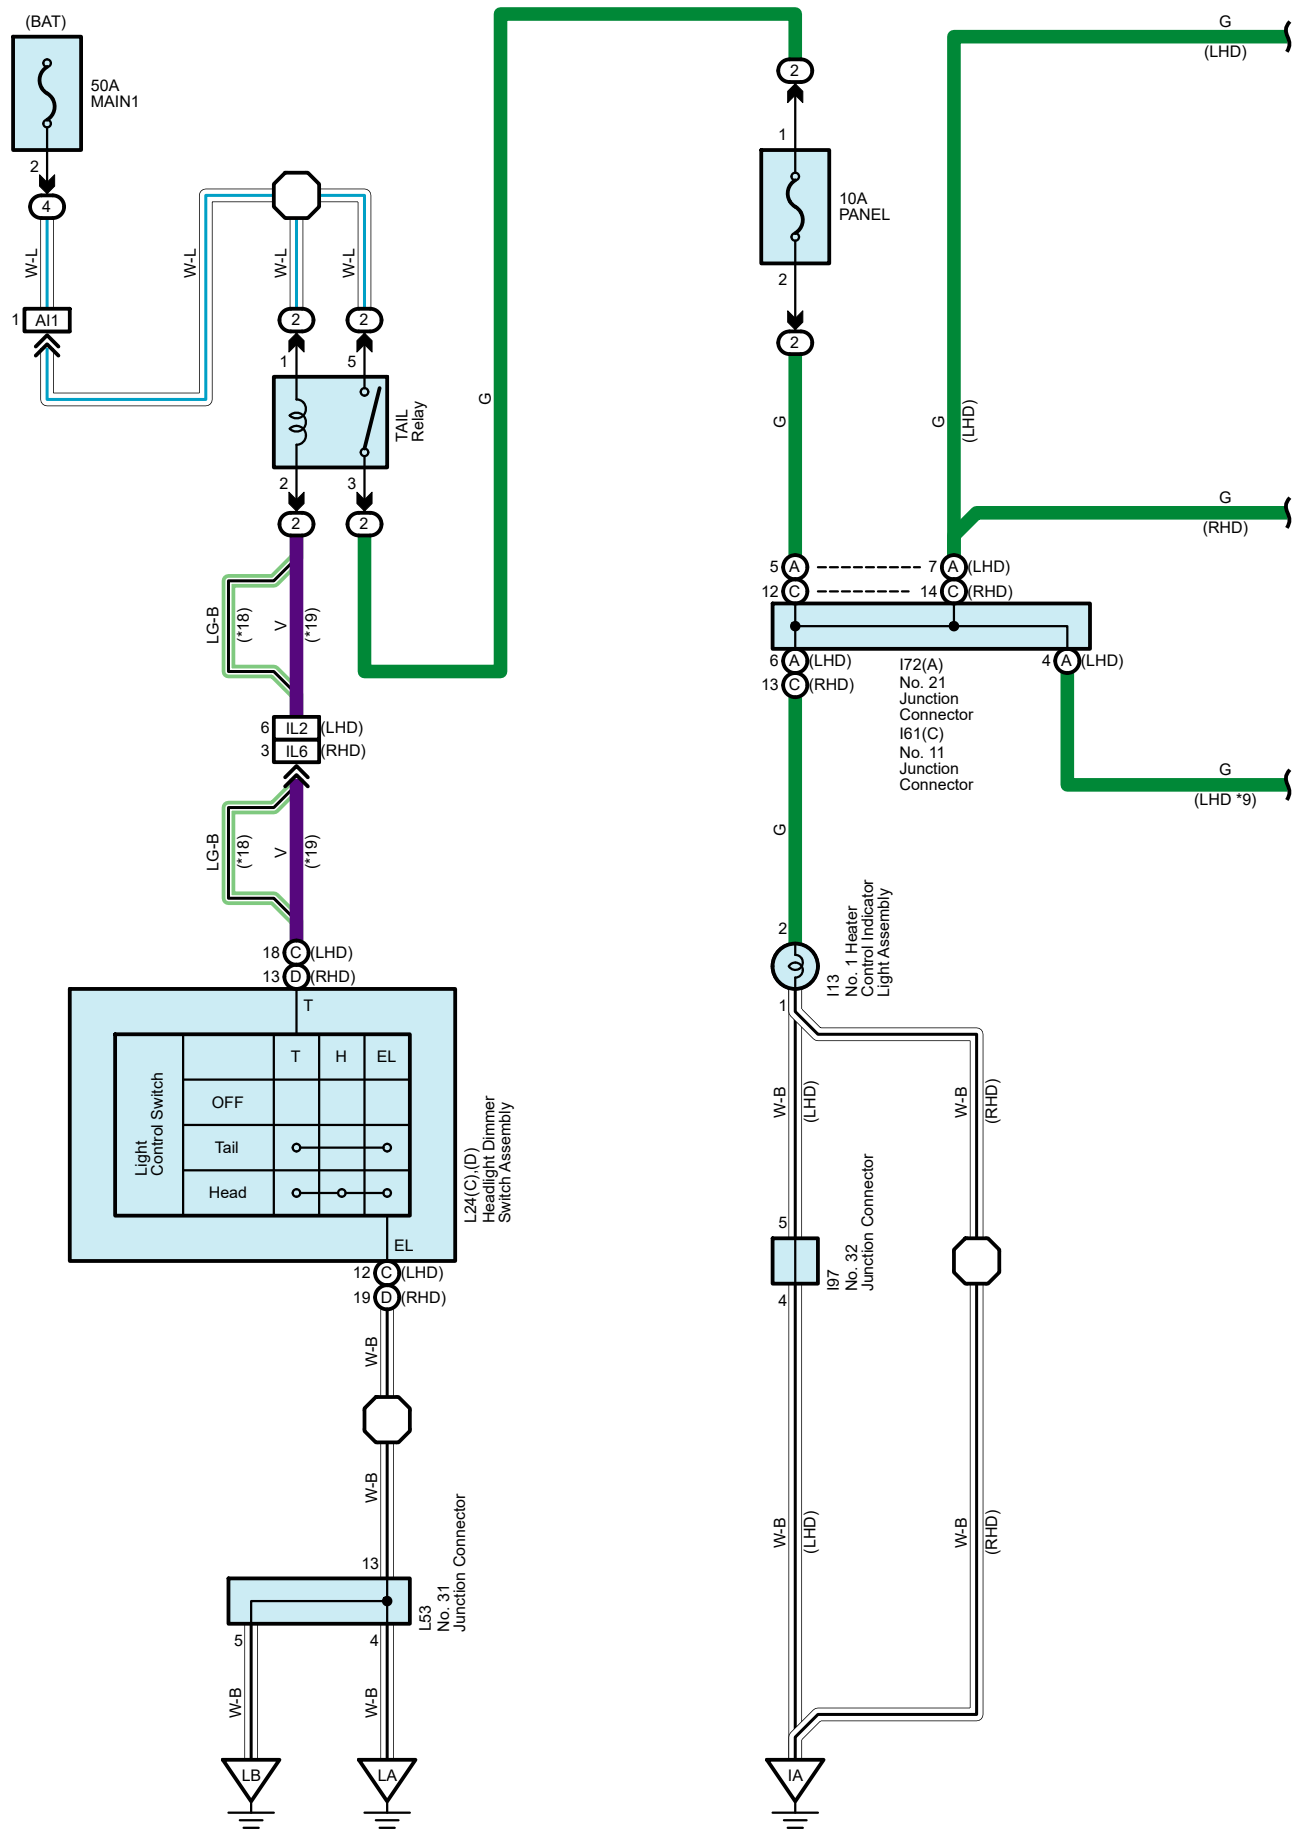 (BAT)
50A
MAIN1
2
4
W-L
1
AI1
W-L
W-L
W-L
2
2
1
5
TAIL
Relay
2
3
2
2
G
LG-B
(*18)
V
(*19)
6
IL2
(LHD)
3
IL6
(RHD)
LG-B
(*18)
V
(*19)
18
C
(LHD)
13
D
(RHD)
T
Light
Control Switch
T
H
EL
OFF
Tail
Head
EL
L24(C),(D)
Headlight Dimmer
Switch Assembly
12
C
(LHD)
19
D
(RHD)
W-B
W-B
13
L53
No. 31
Junction Connector
5
4
W-B
W-B
LB
LA
2
1
10A
PANEL
2
2
G
G
(LHD)
G
(LHD)
G
(RHD)
5
A
7
A
(LHD)
12
C
14
C
(RHD)
6
A
(LHD)
13
C
(RHD)
4
A
(LHD)
I72(A)
No. 21
Junction
Connector
I61(C)
No. 11
Junction
Connector
G
(LHD *9)
G
2
I13
No. 1 Heater
Control Indicator
Light Assembly
1
W-B
(LHD)
W-B
(RHD)
5
I97
No. 32
Junction Connector
4
W-B
(LHD)
W-B
(RHD)
IA